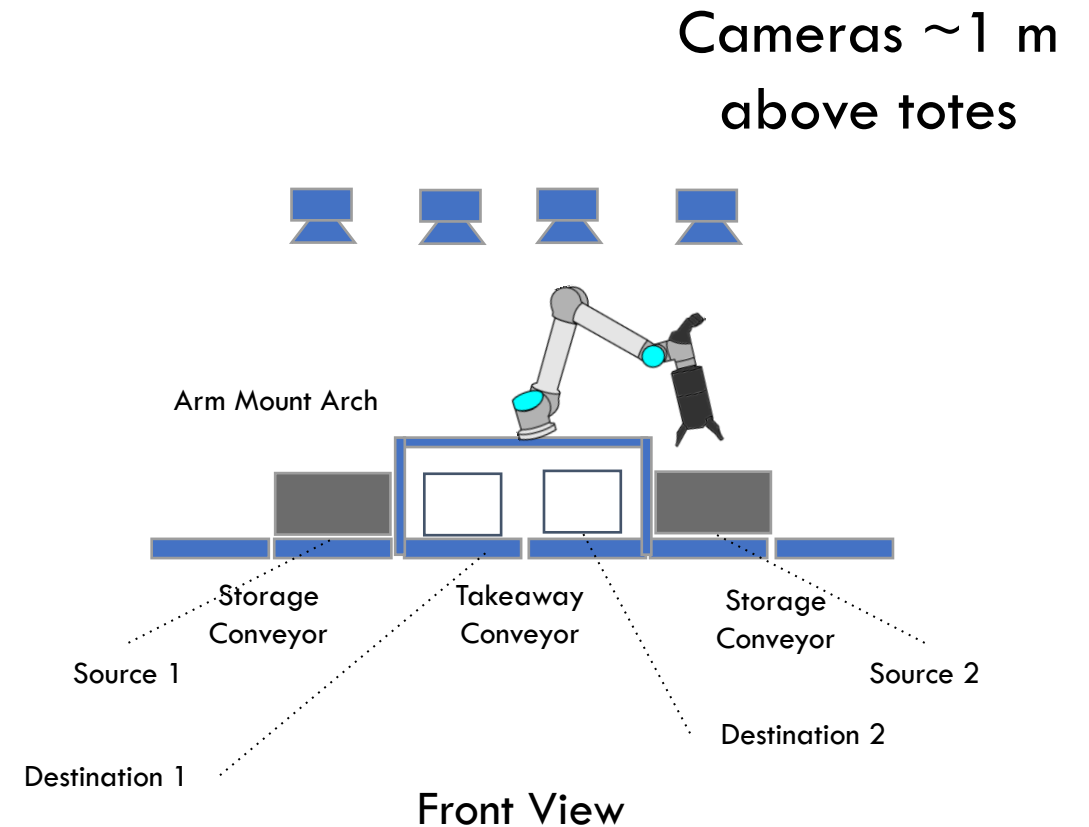 Cameras ~1 m
above totes
Arm Mount Arch
Storage
Conveyor
Takeaway
Conveyor
Storage
Conveyor
Source 1
Source 2
Destination 2
Destination 1
Front View